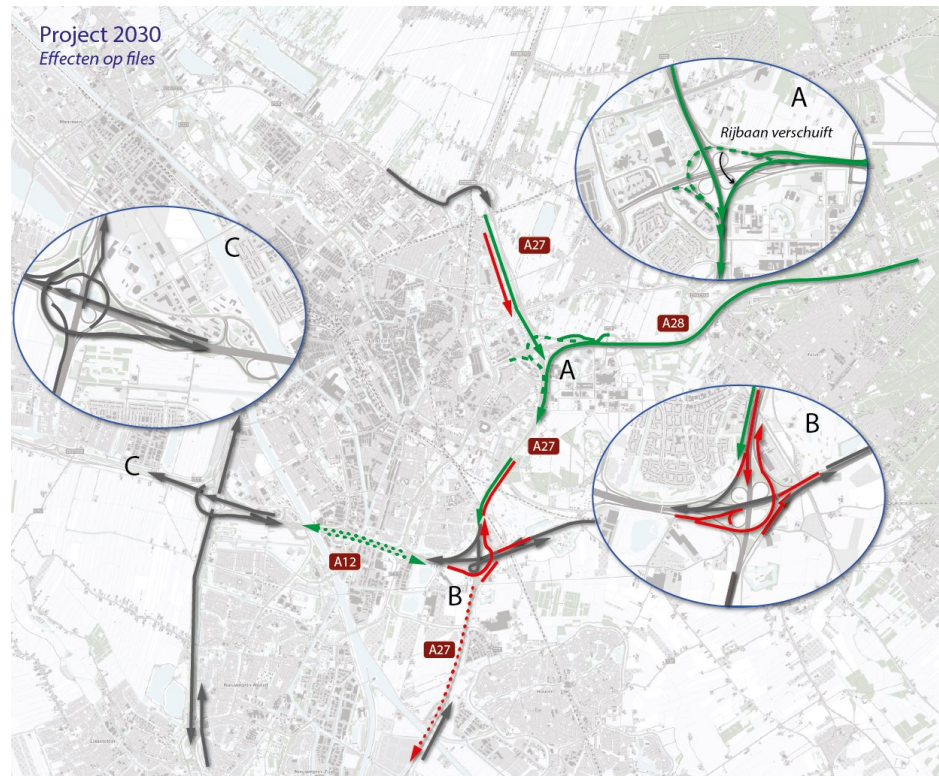 Project 2030
Effecten op files
A
Rijbaan verschuift
A27
C
A28
A
B
A27
C
A12
B
A27